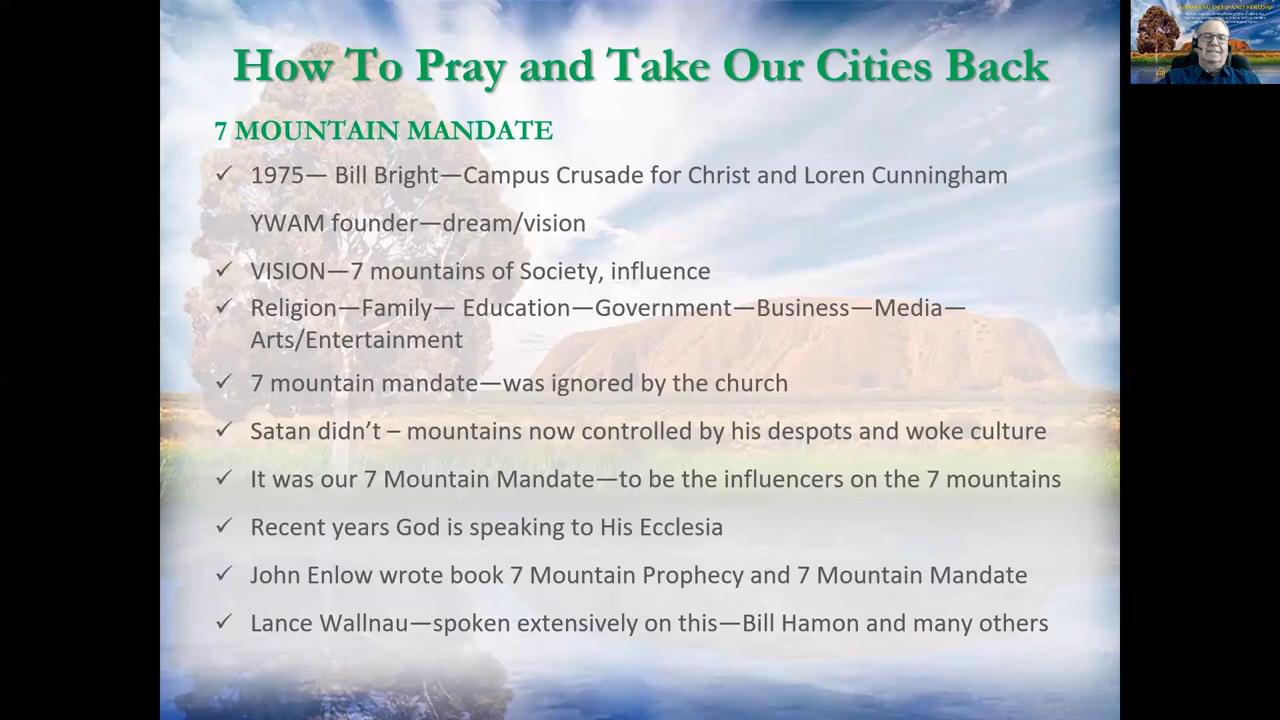 How To Pray and Take Our Cities Back
7 MOUNTAIN MANDATE
✓ 1975— Bill Bright—Campus Crusade for Christ and Loren Cunningham
YWAM founder—dream/vision
✓ VISION—7 mountains of Society, influence
✓ Religion—Family— Education—Government—Business—Media—
Arts/Entertainment
✓ 7 mountain mandate—was ignored by the church
✓ Satan didn’t – mountains now controlled by his despots and woke culture
✓ It was our 7 Mountain Mandate—to be the influencers on the 7 mountains
✓ Recent years God is speaking to His Ecclesia
✓ John Enlow wrote book 7 Mountain Prophecy and 7 Mountain Mandate
✓ Lance Wallnau—spoken extensively on this—Bill Hamon and many others
GROWING DEEP AND STRONG